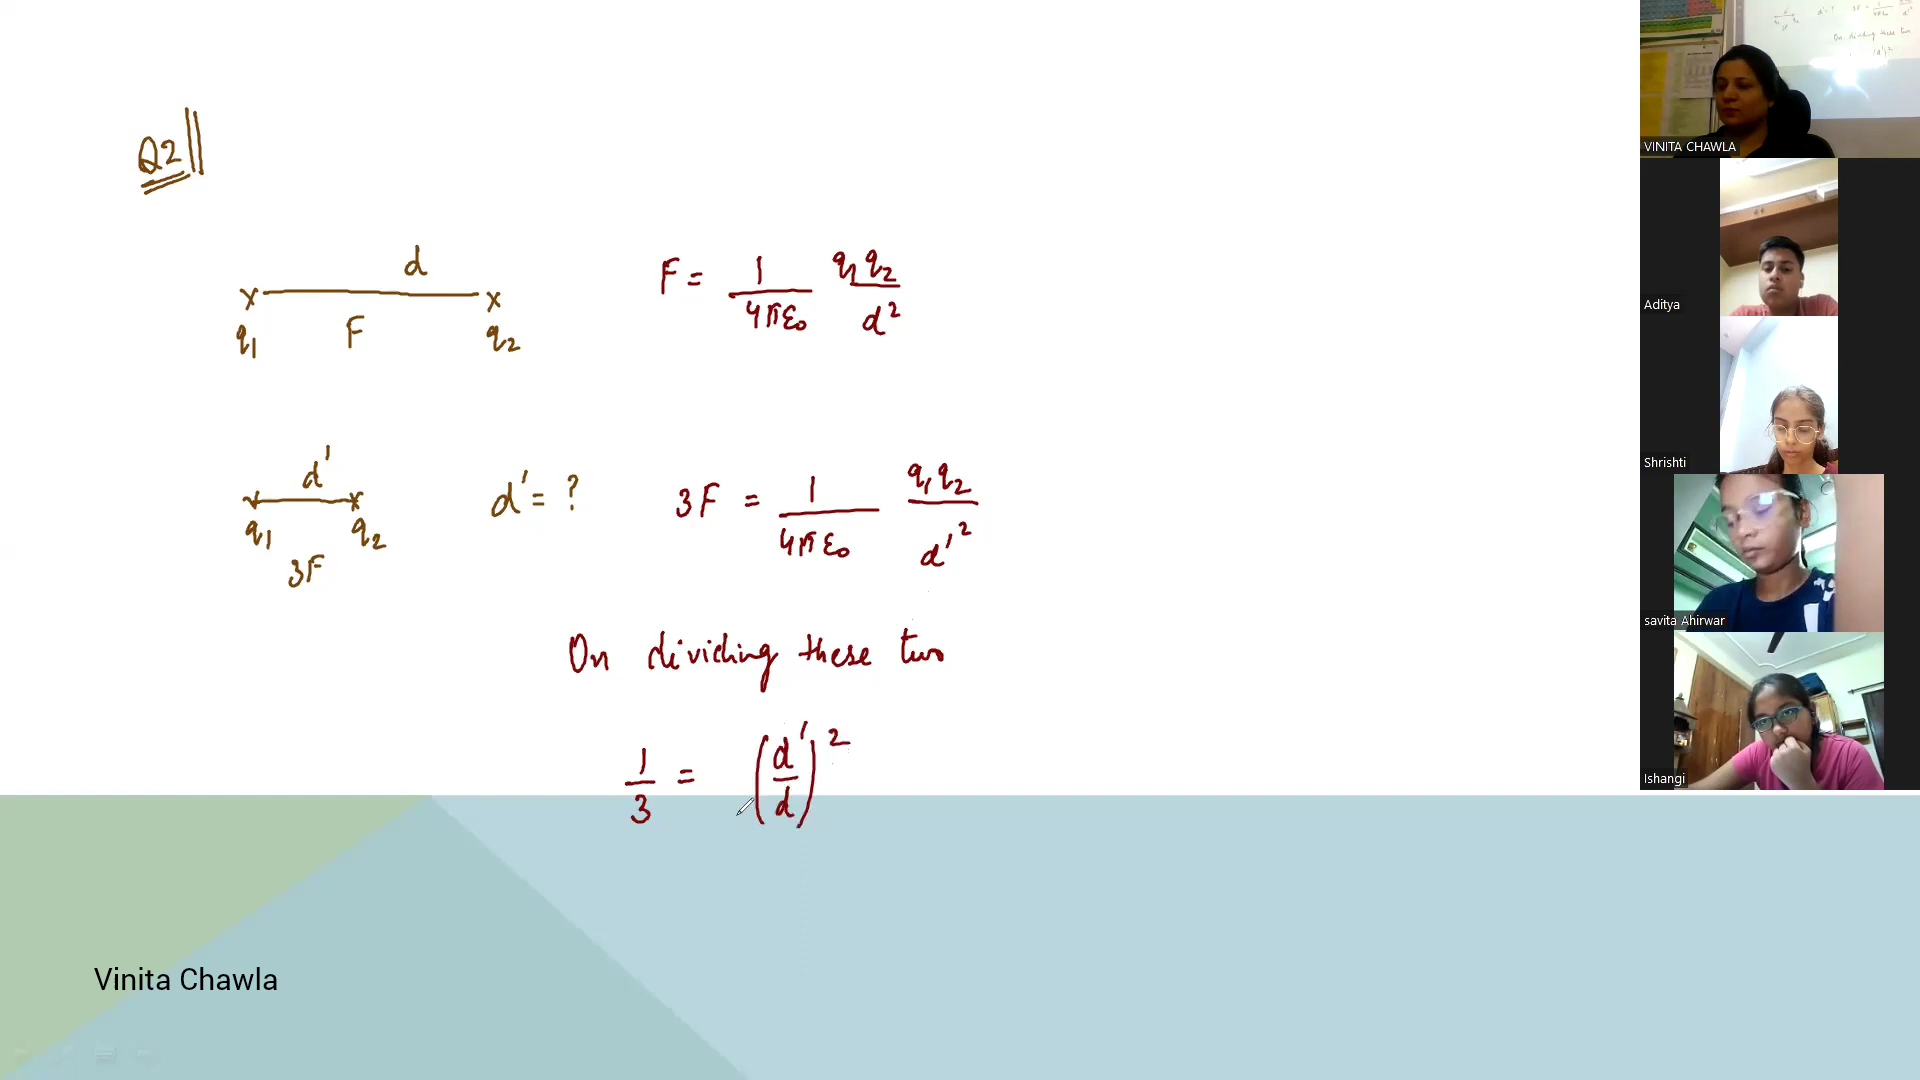 Q2
d
x x
q1 F q2
F = 1/4πε0 q1q2/d²
d'
q1 q2
3F
d' = ?
3F = 1/4πε0 q1q2/d'²
On dividing these two
1/3 = (d'/d)²
Vinita Chawla
VINITA CHAWLA
Aditya
Shrishti
savita Ahirwar
Ishangi